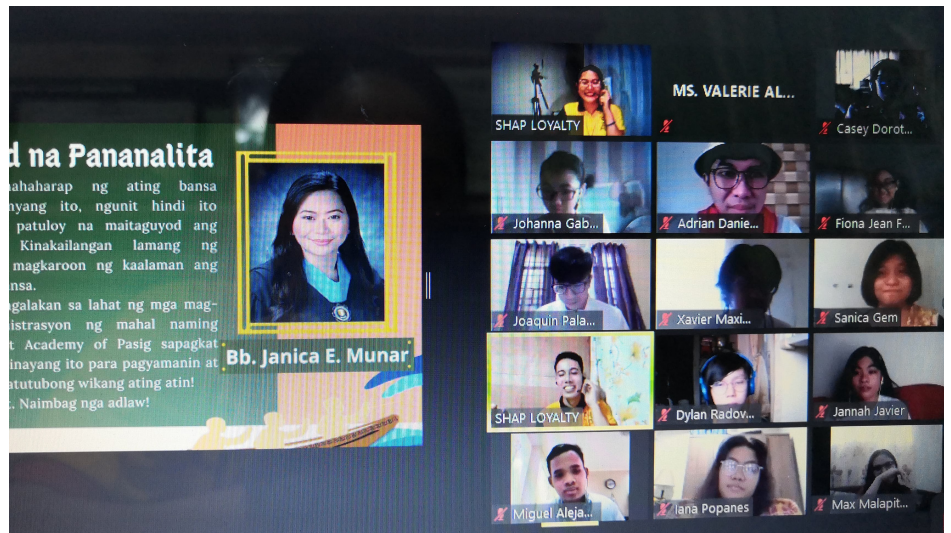 d na Pananalita
nahaharap ng ating bansa
nyang ito, ngunit hindi ito
patuloy na maitaguyod ang
Kinakailangan lamang ng
magkaroon ng kaalaman ang
nsa.
agalakan sa lahat ng mga mag-
istrasyon ng mahal naming
t Academy of Pasig sapagkat
inayang ito para pagyamanin at
atutubong wikang ating atin!
Naimbag nga adlaw!
Bb. Janica E. Munar
SHAP LOYALTY
MS. VALERIE AL...
Casey Dorot...
Johanna Gab...
Adrian Danie...
Fiona Jean F...
Joaquin Pala...
Xavier Maxi...
Sanica Gem
SHAP LOYALTY
Dylan Radov...
Jannah Javier
Miguel Aleja...
Iana Popanes
Max Malapit...